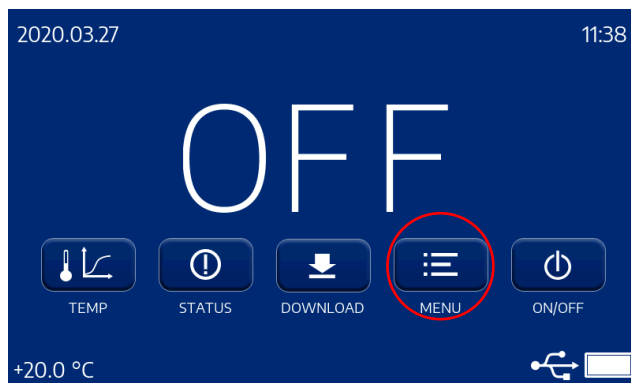 2020.03.27 11:38
OFF
TEMP STATUS DOWNLOAD MENU ON/OFF
+20.0 °C